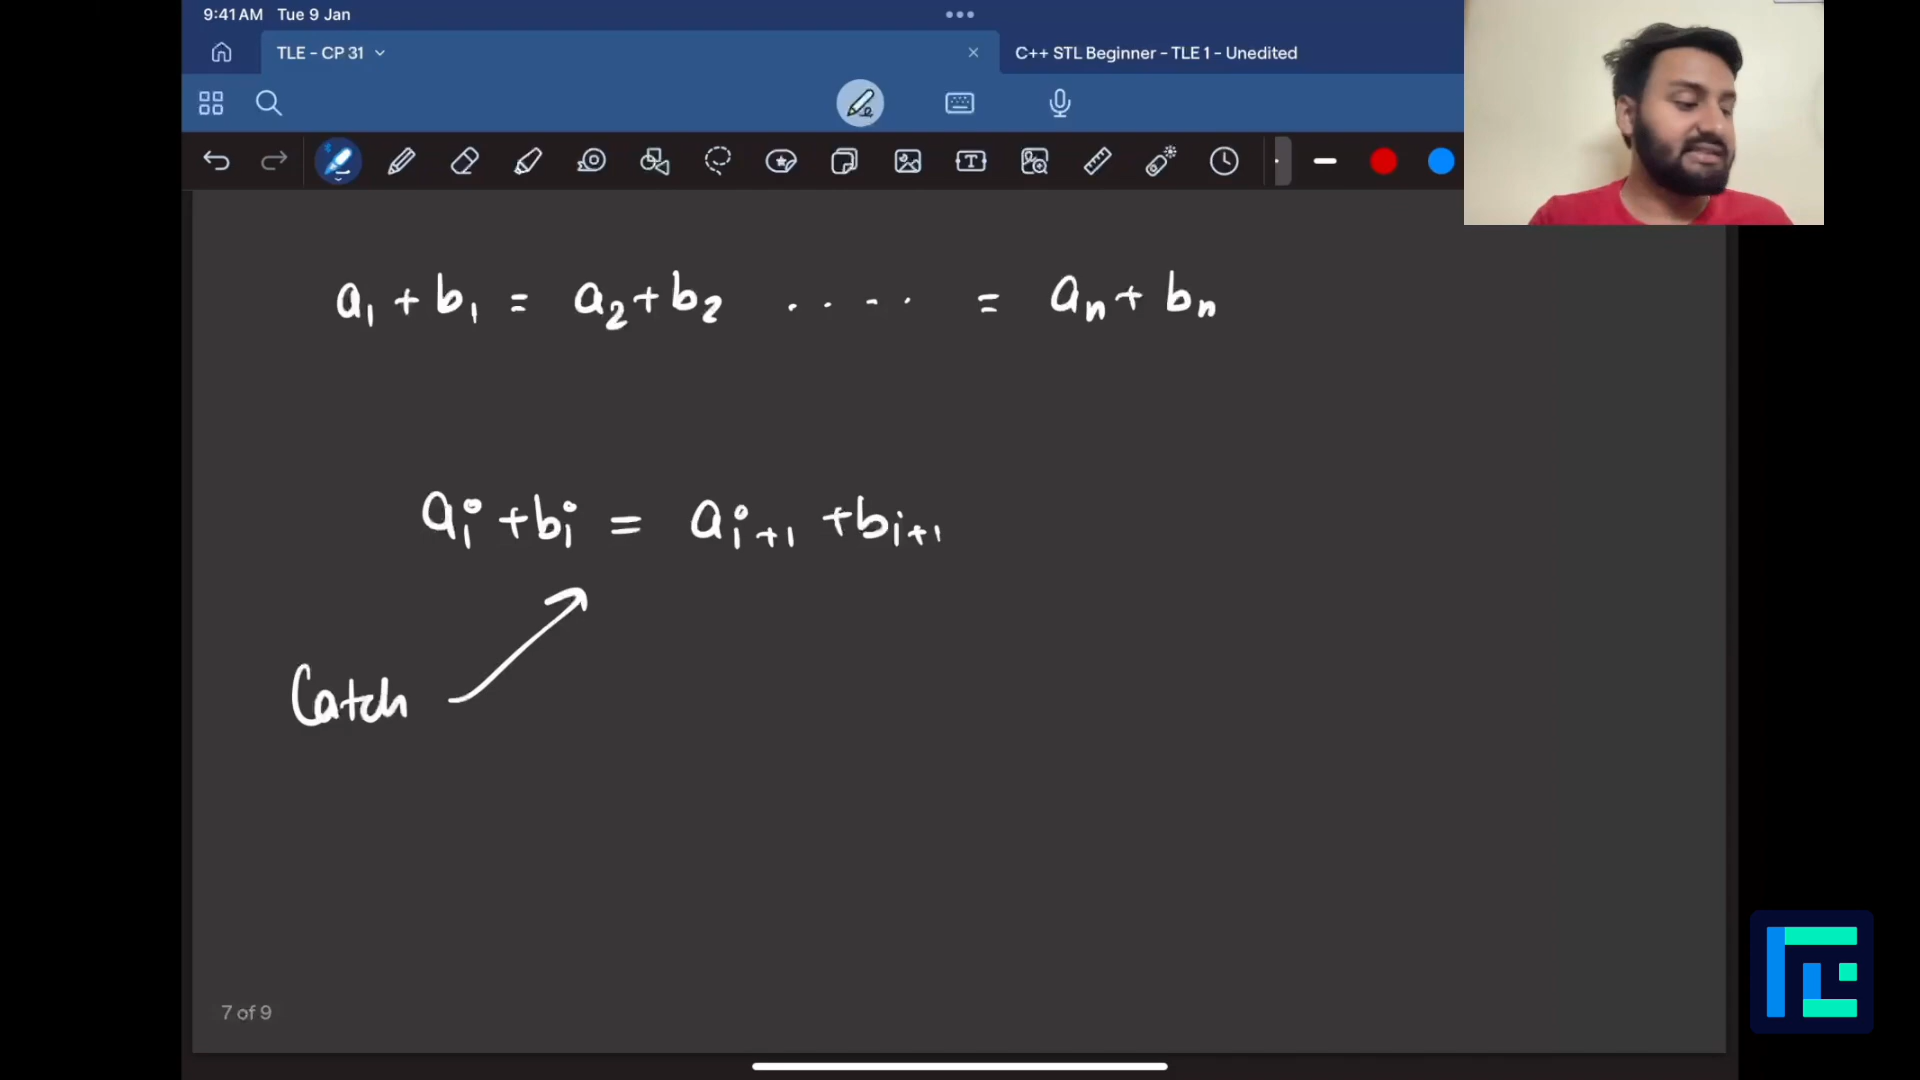 9:41 AM Tue 9 Jan
TLE - CP 31
C++ STL Beginner - TLE 1 - Unedited
a₁ + b₁ = a₂ + b₂ ..... = aₙ + bₙ
aᵢ + bᵢ = aᵢ₊₁ + bᵢ₊₁
Catch
7 of 9